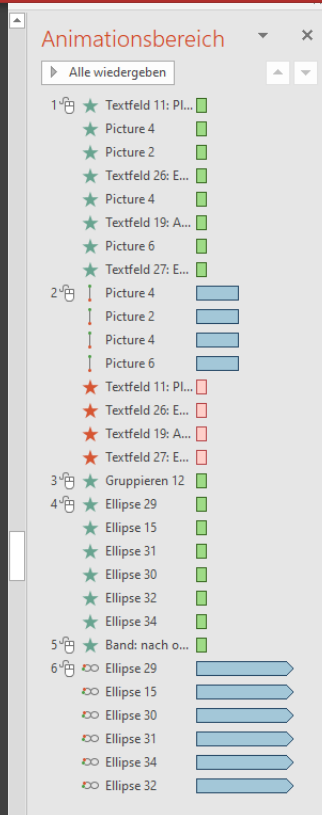 Animationsbereich
Alle wiedergeben
1 Textfeld 11: Pl...
Picture 4
Picture 2
Textfeld 26: E...
Picture 4
Textfeld 19: A...
Picture 6
Textfeld 27: E...
2 Picture 4
Picture 2
Picture 4
Picture 6
Textfeld 11: Pl...
Textfeld 26: E...
Textfeld 19: A...
Textfeld 27: E...
3 Gruppieren 12
4 Ellipse 29
Ellipse 15
Ellipse 31
Ellipse 30
Ellipse 32
Ellipse 34
5 Band: nach o...
6 Ellipse 29
Ellipse 15
Ellipse 30
Ellipse 31
Ellipse 34
Ellipse 32